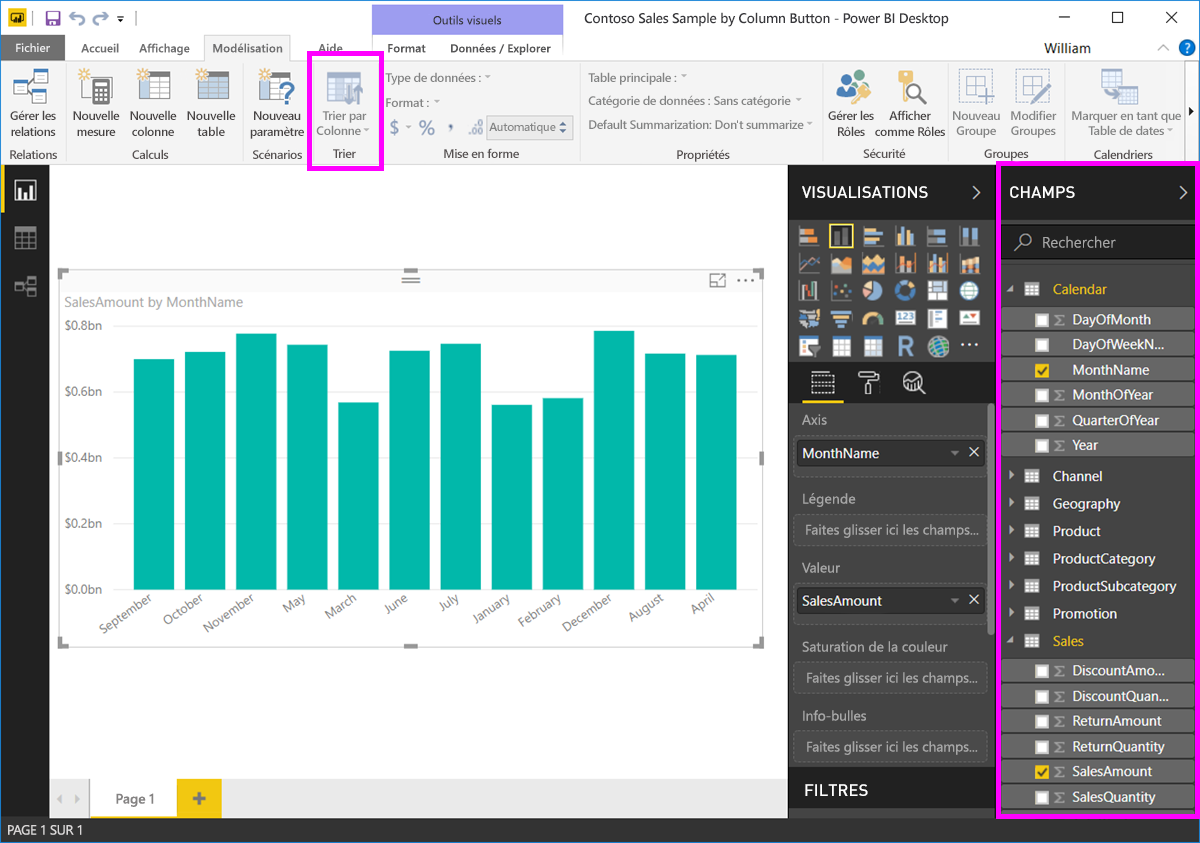 Outils visuels
Contoso Sales Sample by Column Button - Power BI Desktop
Fichier
Accueil
Affichage
Modélisation
Aide
Format
Données / Explorer
William
?
Gérer les
relations
Relations
Nouvelle
mesure
Nouvelle
colonne
Nouvelle
table
Calculs
Nouveau
paramètre
Scénarios
Trier par
Colonne
Trier
Type de données :
Format :
$ % , .00 Automatique
Mise en forme
Table principale :
Catégorie de données : Sans catégorie
Default Summarization: Don't summarize
Propriétés
Gérer les
Rôles
Afficher
comme Rôles
Sécurité
Nouveau
Groupe
Modifier
Groupes
Groupes
Marquer en tant que
Table de dates
Calendriers
SalesAmount by MonthName
$0.8bn
$0.6bn
$0.4bn
$0.2bn
$0.0bn
September
October
November
May
March
June
July
January
February
December
August
April
Page 1
+
PAGE 1 SUR 1
VISUALISATIONS
123
R
Axis
MonthName
Légende
Faites glisser ici les champs...
Valeur
SalesAmount
Saturation de la couleur
Faites glisser ici les champs...
Info-bulles
Faites glisser ici les champs...
FILTRES
CHAMPS
Rechercher
Calendar
Σ DayOfMonth
DayOfWeekN...
MonthName
Σ MonthOfYear
Σ QuarterOfYear
Σ Year
Channel
Geography
Product
ProductCategory
ProductSubcategory
Promotion
Sales
Σ DiscountAmo...
Σ DiscountQuan...
Σ ReturnAmount
Σ ReturnQuantity
Σ SalesAmount
Σ SalesQuantity